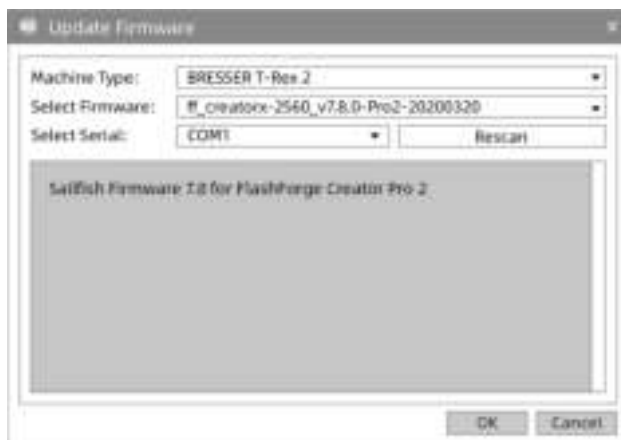 Update Firmware
Machine Type: BRESSER T-Rex 2
Select Firmware: ff_creatorx-2560_v7.8.0-Pro2-20200320
Select Serial: COM1 Rescan
Sailfish Firmware 7.8 for FlashForge Creator Pro 2
OK Cancel